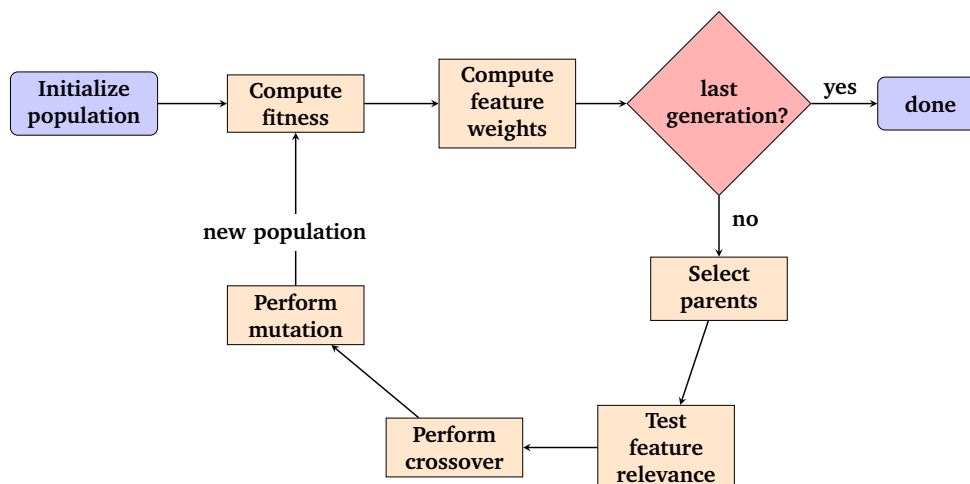 Initialize
population
Compute
fitness
Compute
feature
weights
last
generation?
yes
done
no
new population
Select
parents
Perform
mutation
Test
feature
relevance
Perform
crossover